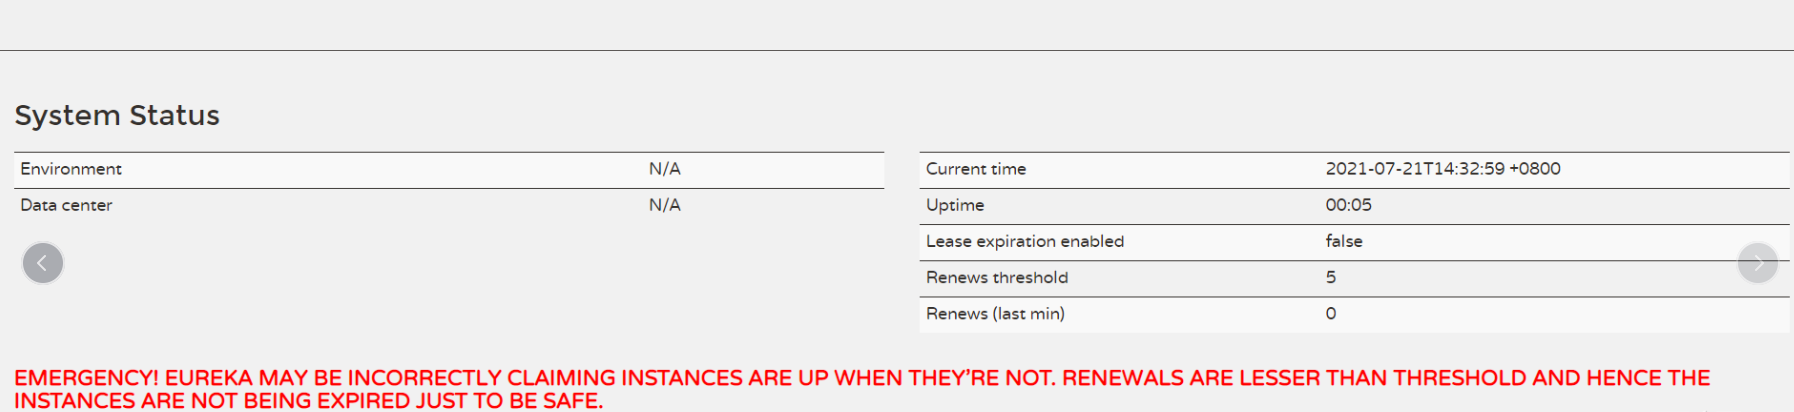 System Status
Environment N/A
Data center N/A
Current time 2021-07-21T14:32:59 +0800
Uptime 00:05
Lease expiration enabled false
Renews threshold 5
Renews (last min) 0
EMERGENCY! EUREKA MAY BE INCORRECTLY CLAIMING INSTANCES ARE UP WHEN THEY'RE NOT. RENEWALS ARE LESSER THAN THRESHOLD AND HENCE THE
INSTANCES ARE NOT BEING EXPIRED JUST TO BE SAFE.